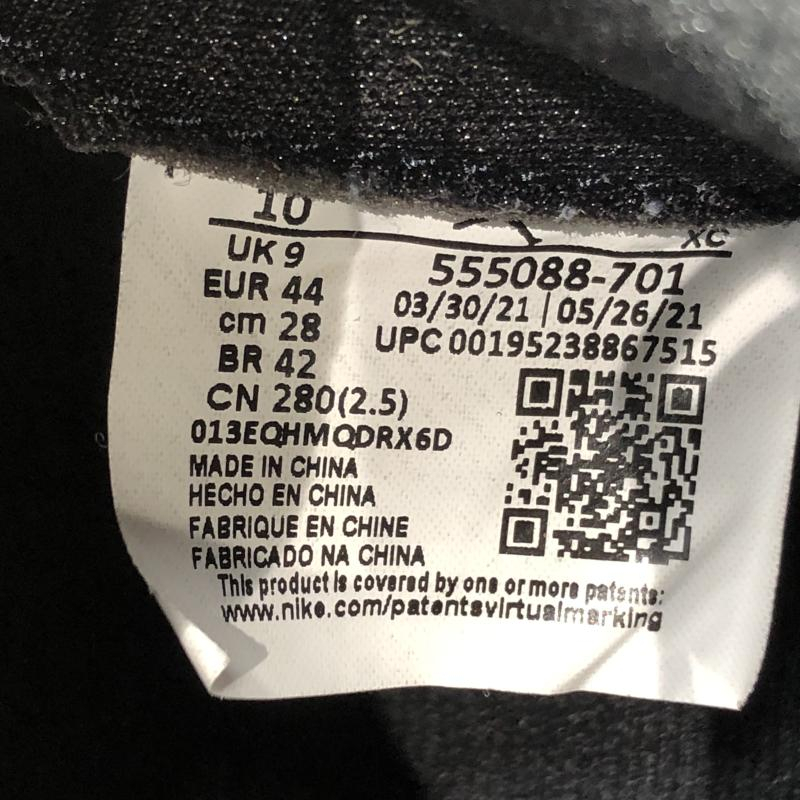 10
XC
UK 9
EUR 44
cm 28
BR 42
CN 280(2.5)
555088-701
03/30/21 | 05/26/21
UPC 00195238867515
013EQHMQDRX6D
MADE IN CHINA
HECHO EN CHINA
FABRIQUE EN CHINE
FABRICADO NA CHINA
This product is covered by one or more patents:
www.nike.com/patentsvirtualmarking